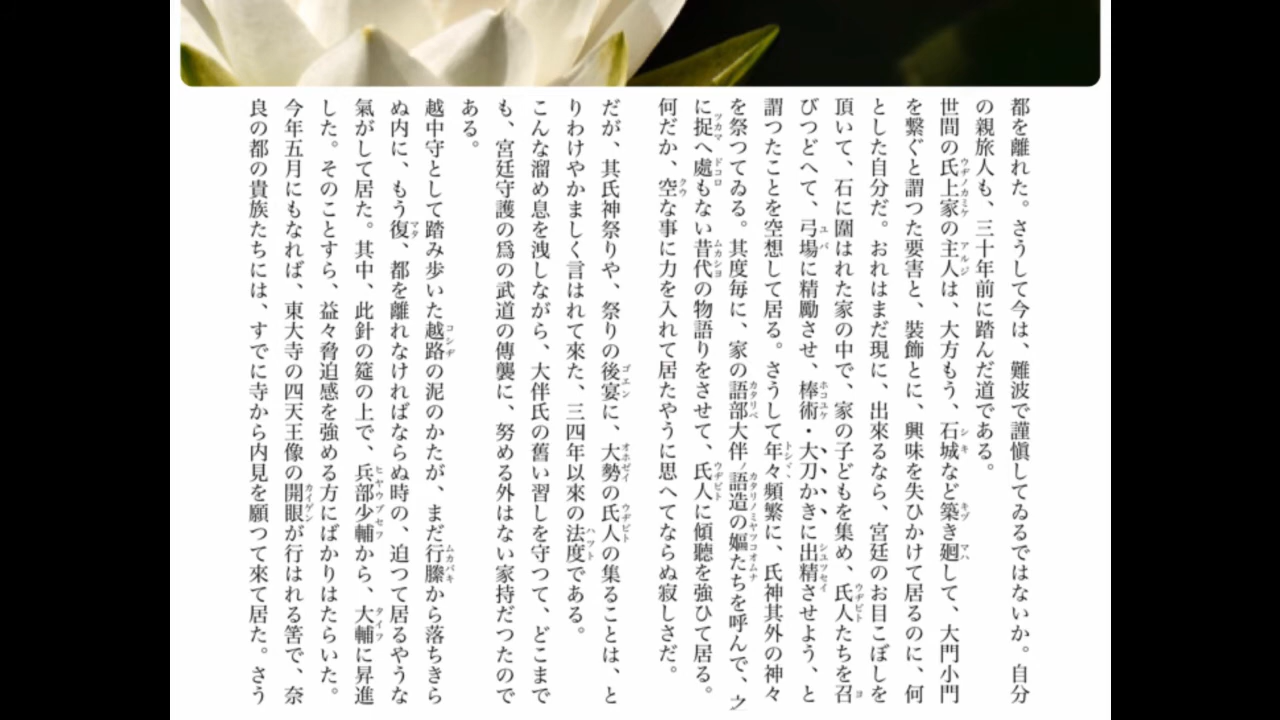 都を離れた。さうして今は、難波で謹愼してゐるではないか。自分
の親旅人も、三十年前に踏んだ道である。
世間の氏上家の主人は、大方もう、石城など築き廻して、大門小門
を繋ぐと謂つた要害と、裝飾とに、興味を失ひかけて居るのに、何
とした自分だ。おれはまだ現に、出來るなら、宮廷のお目こぼしを
頂いて、石に圍はれた家の中で、家の子どもを集め、氏人たちを召
びつどへて、弓場に精勵させ、棒術・大刀かきに出精させよう、と
謂つたことを空想して居る。さうして年々頻繁に、氏神其外の神々
を祭つてゐる。其度每に、家の語部大伴ノ語造の嫗たちを呼んで、之
に捉へ處もない昔代の物語りをさせて、氏人に傾聽を強ひて居る。
何だか、空な事に力を入れて居たやうに思へてならぬ寂しさだ。
だが、其氏神祭りや、祭りの後宴に、大勢の氏人の集ることは、と
りわけやかましく言はれて來た、三四年以來の法度である。
こんな溜め息を洩しながら、大伴氏の舊い習しを守つて、どこまで
も、宮廷守護の爲の武道の傳襲に、努める外はない家持だつたので
ある。
越中守として踏み歩いた越路の泥のかたが、まだ行縢から落ちきら
ぬ内に、もう復、都を離れなければならぬ時の、迫つて居るやうな
氣がして居た。其中、此針の筵の上で、兵部少輔から、大輔に昇進
した。そのことすら、益々脅迫感を強める方にばかりはたらいた。
今年五月にもなれば、東大寺の四天王像の開眼が行はれる筈で、奈
良の都の貴族たちには、すでに寺から内見を願つて來て居た。さう